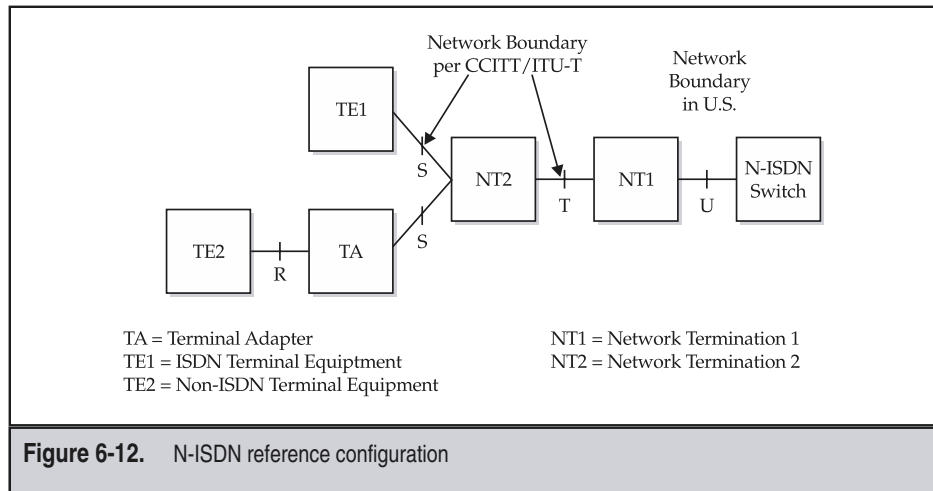 Network Boundary
per CCITT/ITU-T
Network
Boundary
in U.S.
TE1
S
NT2
T
NT1
U
N-ISDN
Switch
TE2
R
TA
S
TA = Terminal Adapter
TE1 = ISDN Terminal Equiptment
TE2 = Non-ISDN Terminal Equipment
NT1 = Network Termination 1
NT2 = Network Termination 2
Figure 6-12. N-ISDN reference configuration